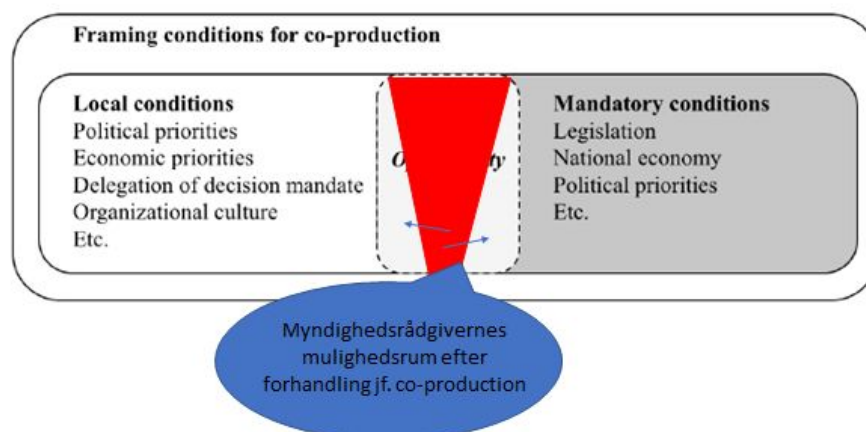 Framing conditions for co-production
Local conditions
Political priorities
Economic priorities
Delegation of decision mandate
Organizational culture
Etc.
Mandatory conditions
Legislation
National economy
Political priorities
Etc.
Myndighedsrådgivernes
mulighedsrum efter
forhandling jf. co-production